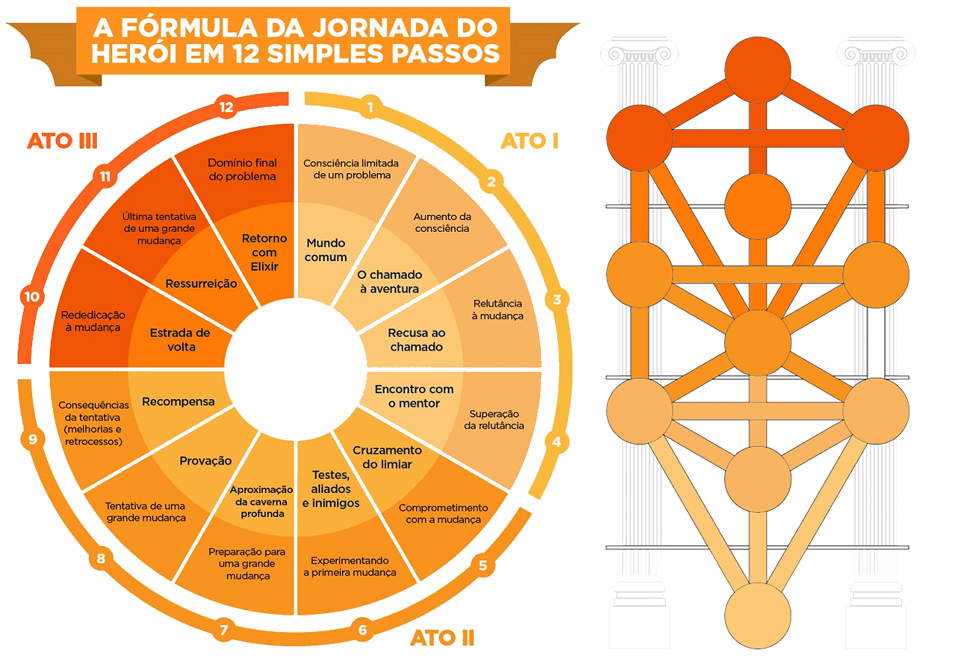 A FÓRMULA DA JORNADA DO
HERÓI EM 12 SIMPLES PASSOS
ATO I
1
Consciência limitada
de um problema
Mundo
comum
2
Aumento da
consciência
O chamado
à aventura
3
Relutância
à mudança
Recusa ao
chamado
4
Superação
da relutância
Encontro com
o mentor
ATO II
5
Comprometimento
com a mudança
Cruzamento
do limiar
6
Experimentando
a primeira mudança
Testes,
aliados
e inimigos
7
Preparação para
uma grande
mudança
Aproximação
da caverna
profunda
8
Tentativa de uma
grande mudança
Provação
9
Consequências
da tentativa
(melhorias e
retrocessos)
Recompensa
ATO III
10
Rededicação
à mudança
Estrada de
volta
11
Última tentativa
de uma grande
mudança
Ressurreição
12
Domínio final
do problema
Retorno
com
Elixir